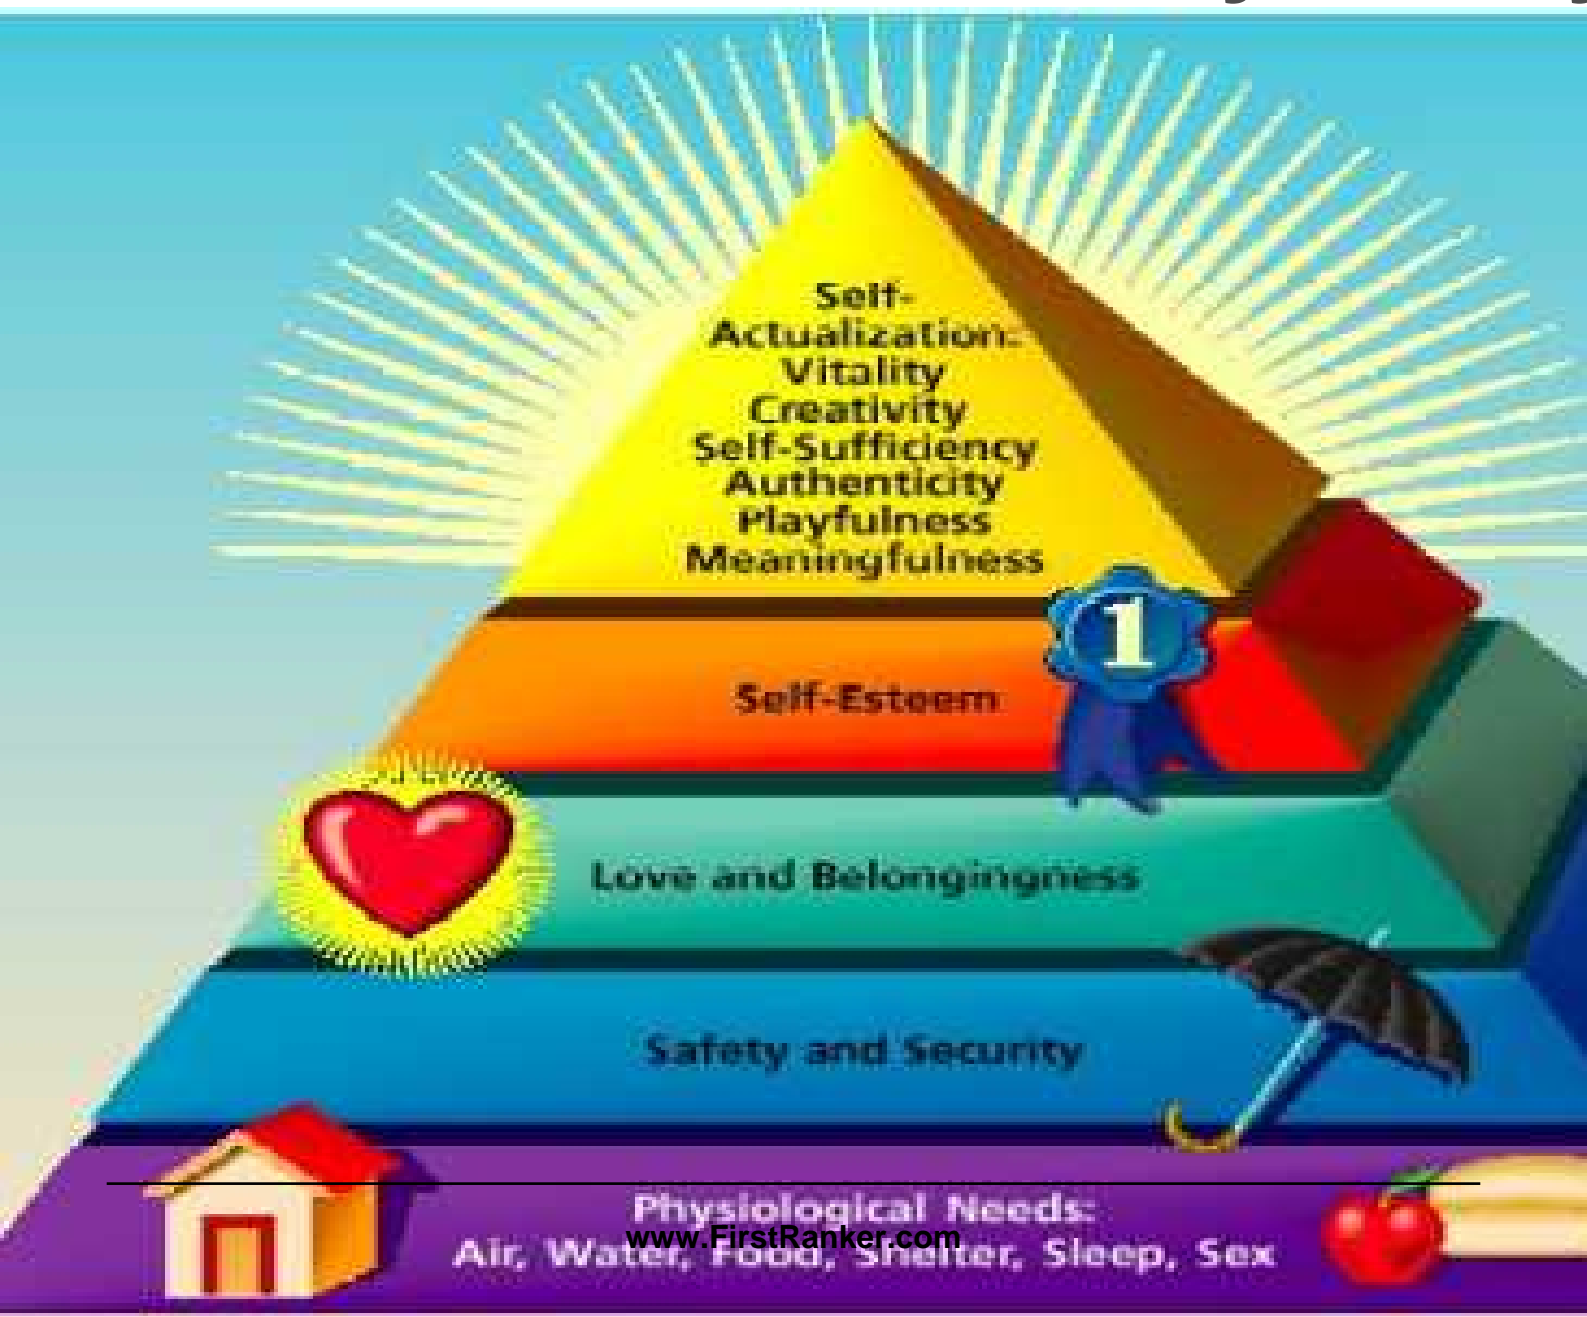 Self-
Actualization:
Vitality
Creativity
Self-Sufficiency
Authenticity
Playfulness
Meaningfulness
1
Self-Esteem
Love and Belongingness
Safety and Security
Physiological Needs:
www.FirstRanker.com
Air, Water, Food, Shelter, Sleep, Sex